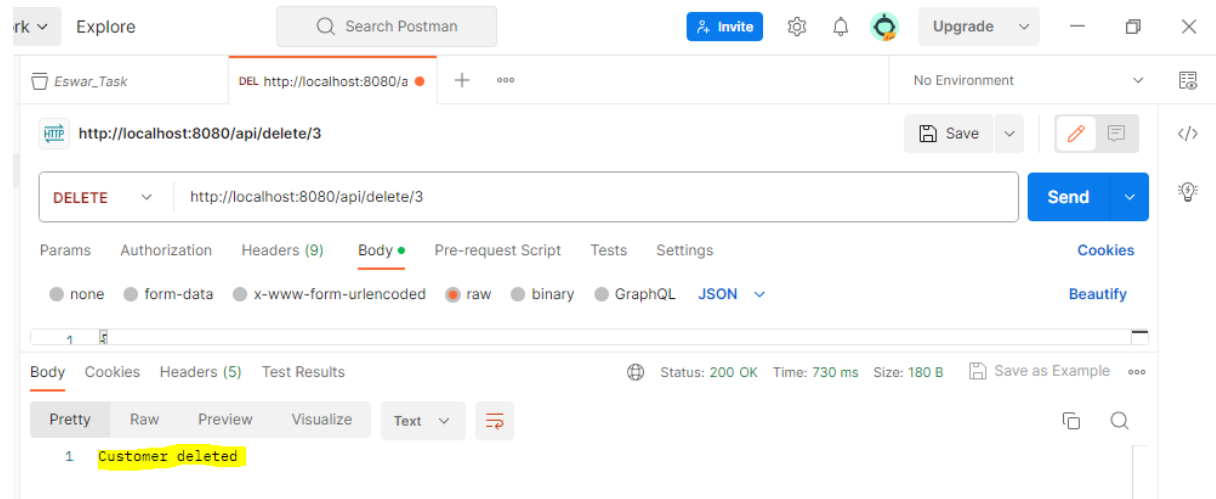 rk Explore Search Postman Invite Upgrade
Eswar_Task DEL http://localhost:8080/a No Environment
HTTP http://localhost:8080/api/delete/3 Save </>
DELETE http://localhost:8080/api/delete/3 Send
Params Authorization Headers (9) Body Pre-request Script Tests Settings Cookies
none form-data x-www-form-urlencoded raw binary GraphQL JSON Beautify
1
Body Cookies Headers (5) Test Results Status: 200 OK Time: 730 ms Size: 180 B Save as Example
Pretty Raw Preview Visualize Text
1 Customer deleted